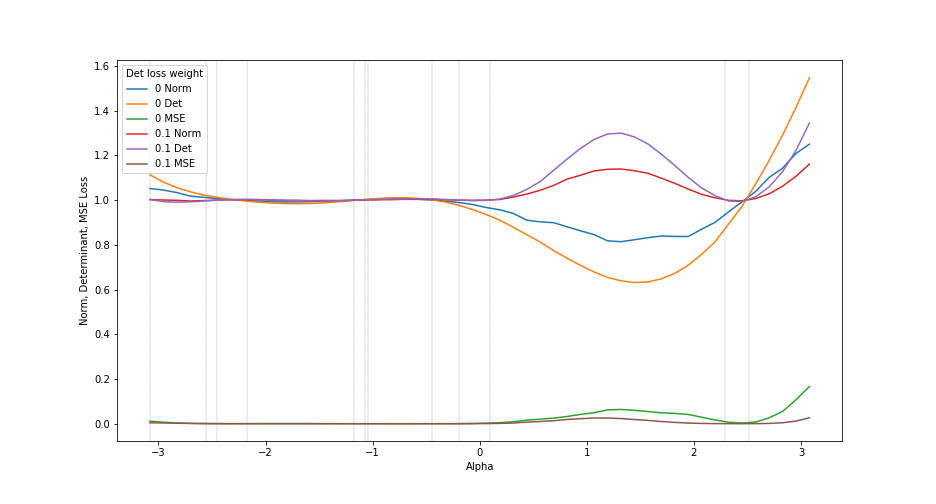 Det loss weight
0 Norm
0 Det
0 MSE
0.1 Norm
0.1 Det
0.1 MSE
Norm, Determinant, MSE Loss
1.6
1.4
1.2
1.0
0.8
0.6
0.4
0.2
0.0
−3
−2
−1
0
1
2
3
Alpha